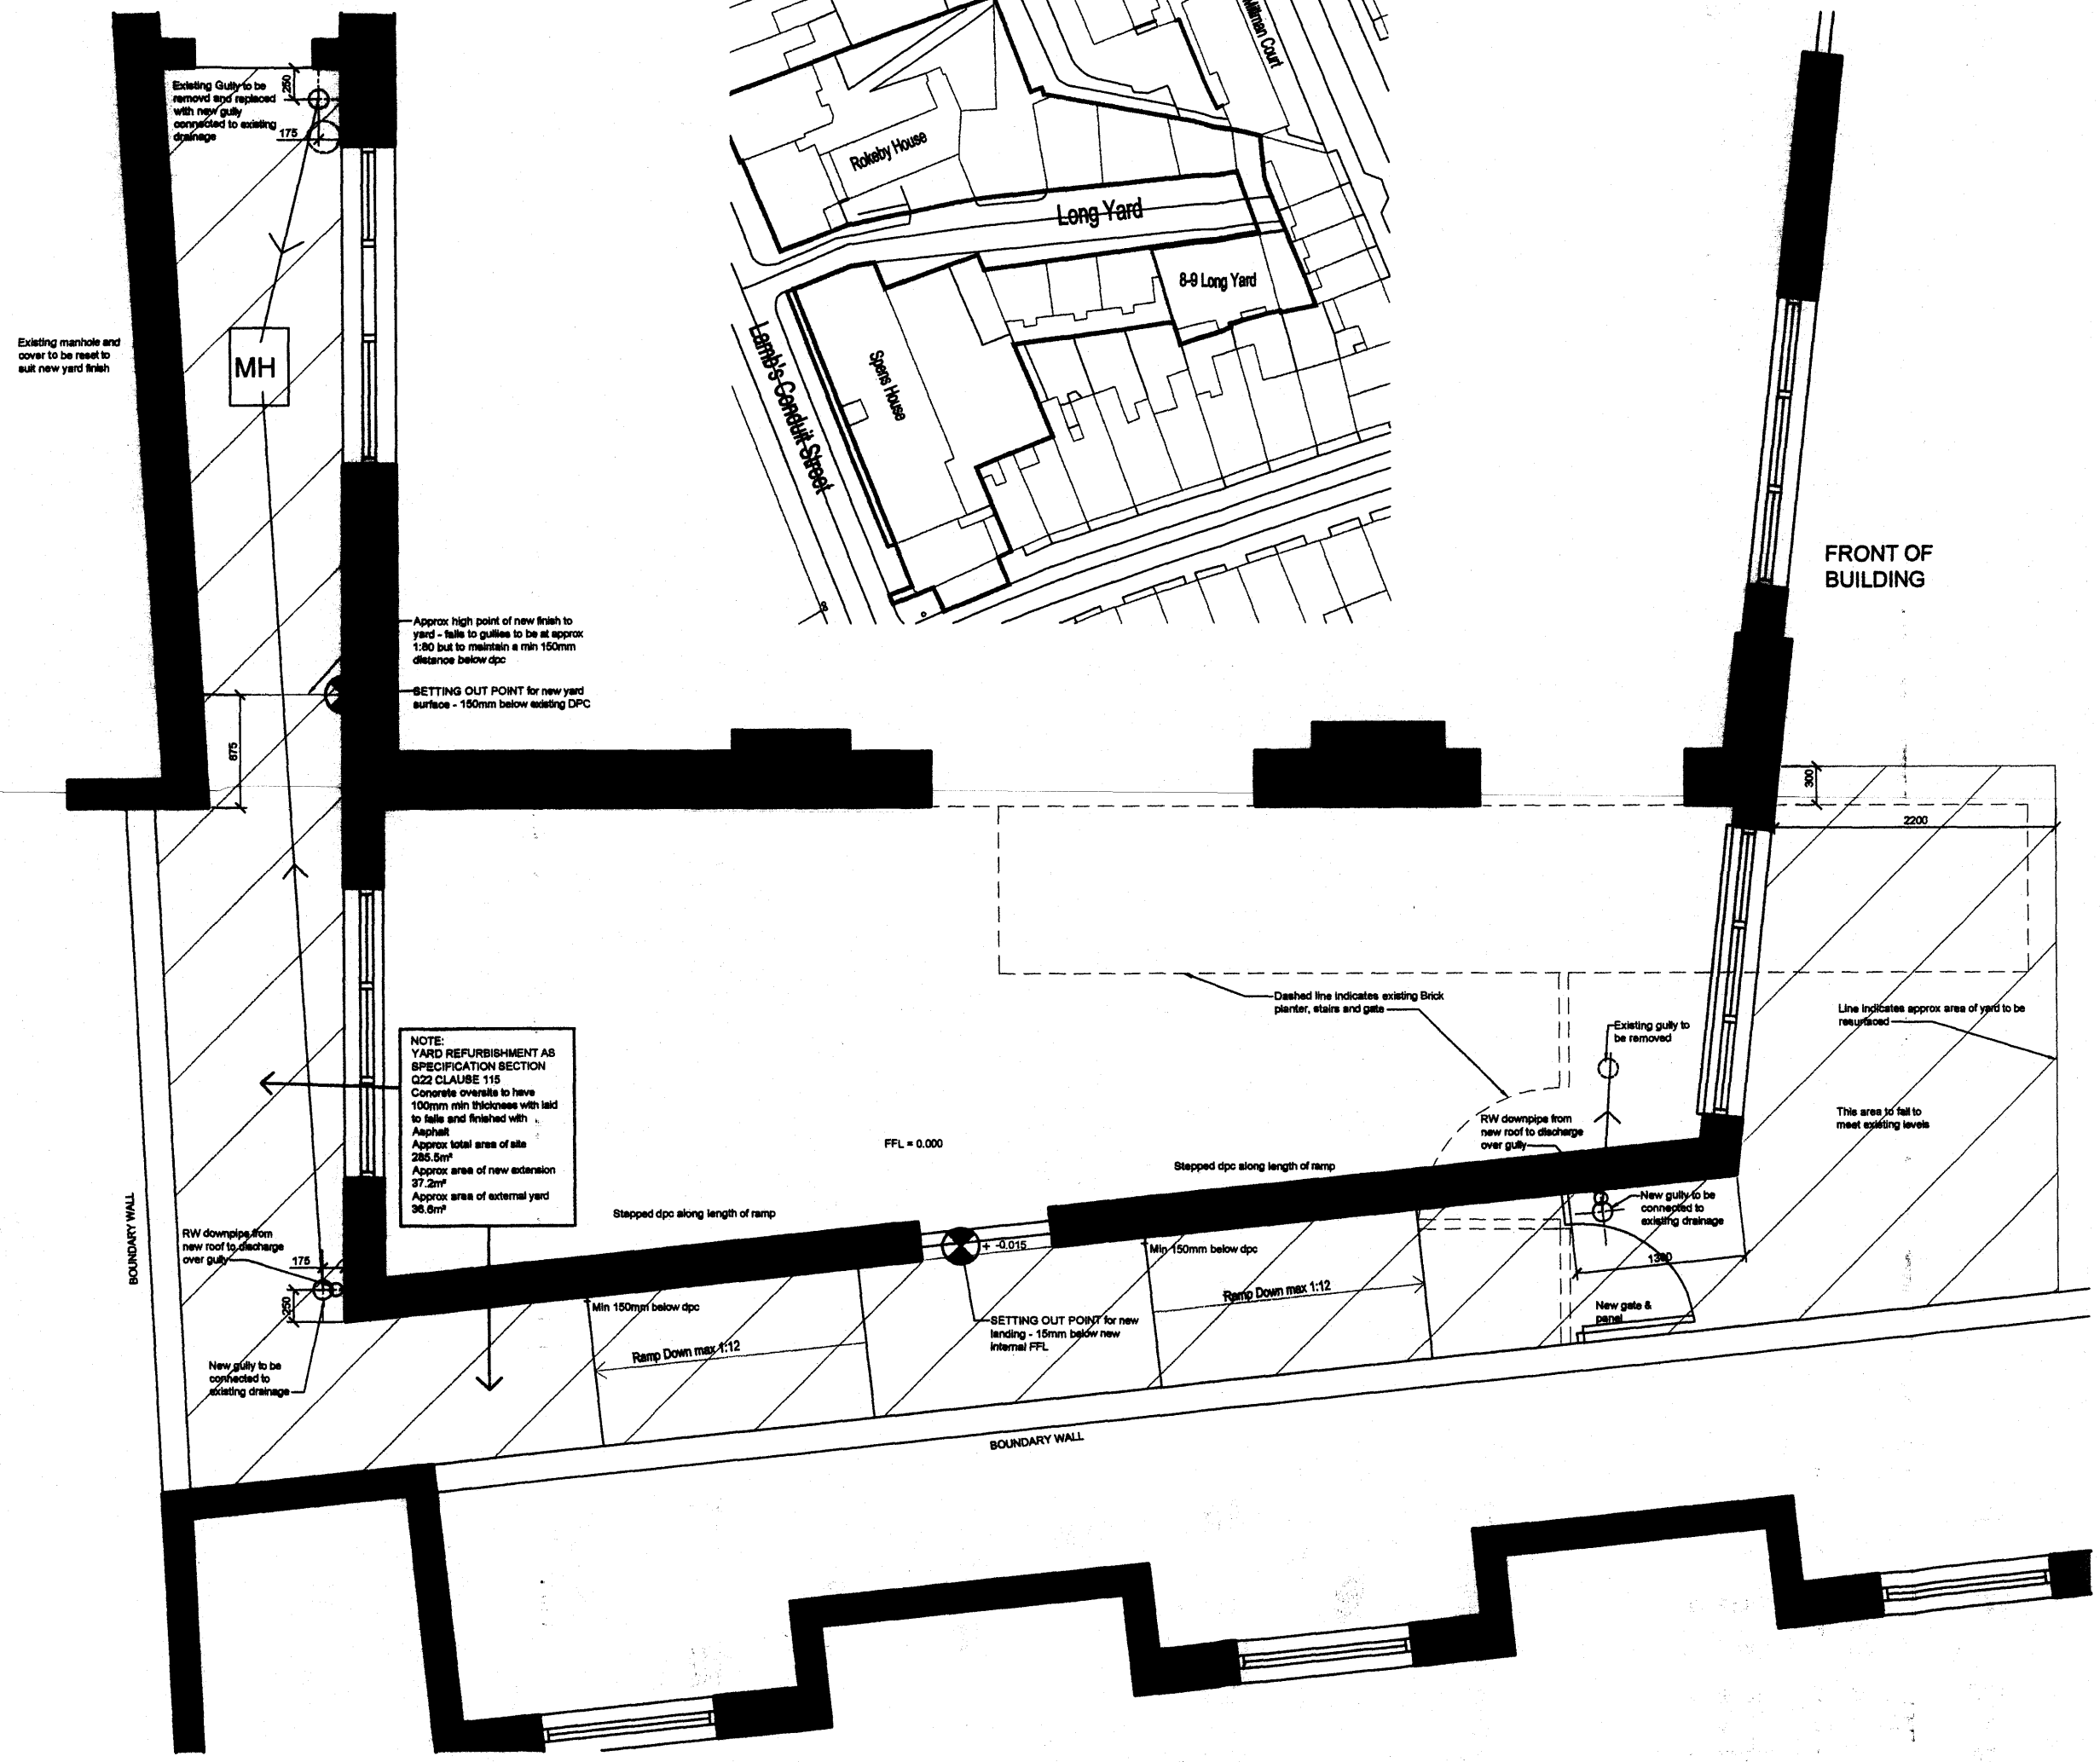 Existing Gully to be
removd and replaced
with new gully
connected to existing
drainage
250
175
Millman Court
Rokeby House
Long Yard
8-9 Long Yard
Lamb's Conduit Street
Spens House
Existing manhole and
cover to be reset to
suit new yard finish
MH
FRONT OF
BUILDING
Approx high point of new finish to
yard - falls to gullies to be at approx
1:80 but to maintain a min 150mm
distance below dpc
SETTING OUT POINT for new yard
surface - 150mm below existing DPC
675
300
2200
Dashed line indicates existing Brick
planter, stairs and gate
Existing gully to
be removed
Line indicates approx area of yard to be
resurfaced
NOTE:
YARD REFURBISHMENT AS
SPECIFICATION SECTION
Q22 CLAUSE 115
Concrete oversite to have
100mm min thickness with laid
to falls and finished with
Asphalt
Approx total area of site
285.5m²
Approx area of new extension
37.2m²
Approx area of external yard
36.6m²
FFL = 0.000
RW downpipe from
new roof to discharge
over gully
This area to fall to
meet existing levels
Stepped dpc along length of ramp
Stepped dpc along length of ramp
New gully to be
connected to
existing drainage
BOUNDARY WALL
RW downpipe from
new roof to discharge
over gully
175
250
+ -0.015
Min 150mm below dpc
Ramp Down max 1:12
New gate &
panel
Min 150mm below dpc
Ramp Down max 1:12
SETTING OUT POINT for new
landing - 15mm below new
internal FFL
New gully to be
connected to
existing drainage
BOUNDARY WALL